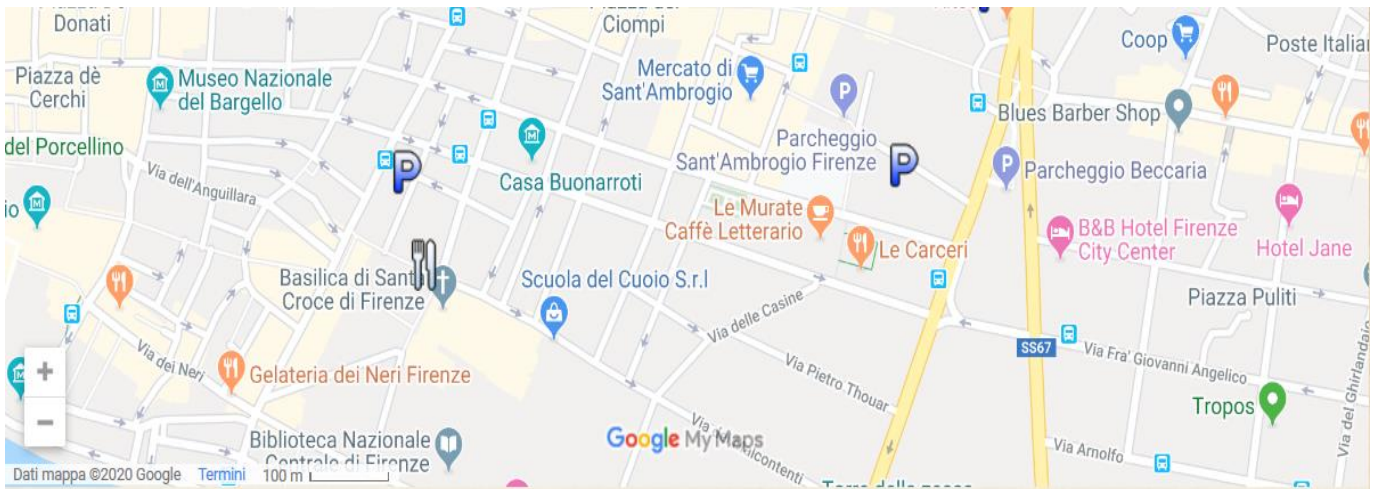 Donati
Ciompi
Coop
Poste Italian
Piazza dè
Cerchi
Museo Nazionale
del Bargello
Mercato di
Sant'Ambrogio
P
Blues Barber Shop
del Porcellino
Via dell'Anguillara
P
Casa Buonarroti
Parcheggio
Sant'Ambrogio Firenze
P
P
Parcheggio Beccaria
Le Murate
Caffè Letterario
Le Carceri
B&B Hotel Firenze
City Center
Hotel Jane
Basilica di Santa
Croce di Firenze
Scuola del Cuoio S.r.l
Via delle Casine
Piazza Puliti
SS67
Via Fra' Giovanni Angelico
Via dei Neri
Gelateria dei Neri Firenze
Via Pietro Thouar
Tropos
Via del Ghirlandaio
Biblioteca Nazionale
Centrale di Firenze
Google My Maps
Via Arnolfo
Dati mappa ©2020 Google Termini 100 m